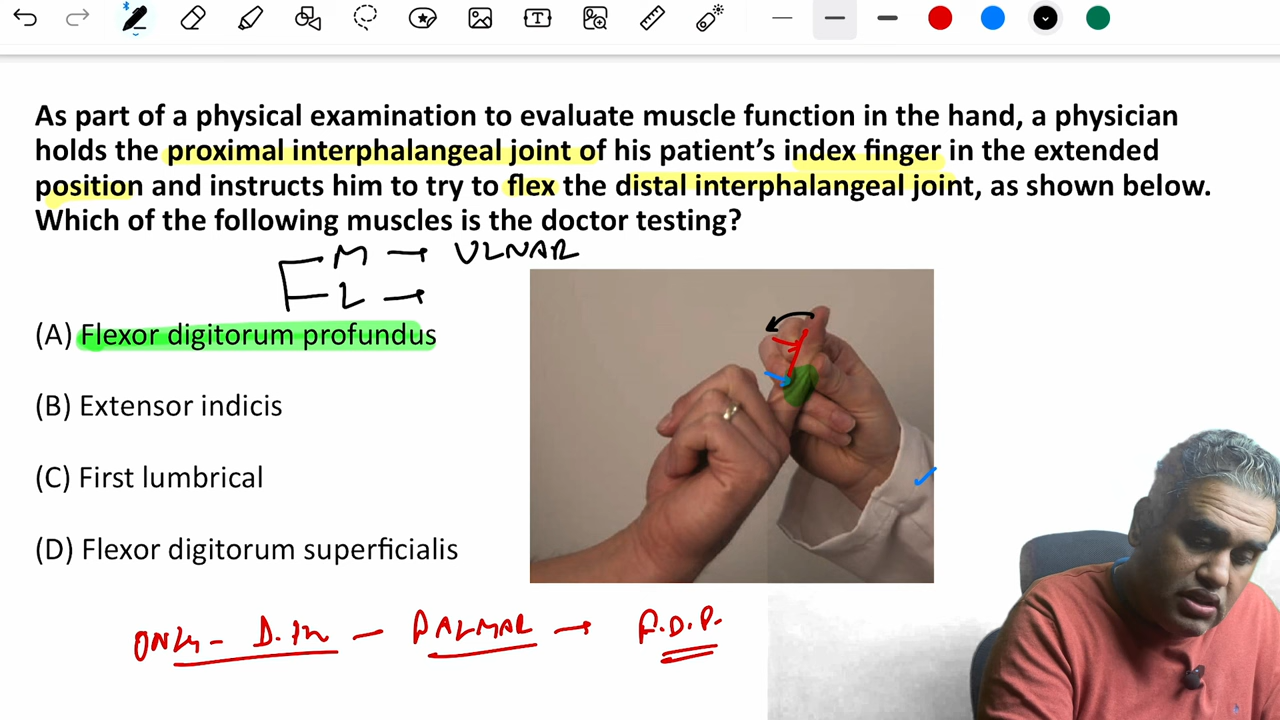 As part of a physical examination to evaluate muscle function in the hand, a physician
holds the proximal interphalangeal joint of his patient's index finger in the extended
position and instructs him to try to flex the distal interphalangeal joint, as shown below.
Which of the following muscles is the doctor testing?
M → ULNAR
L →
(A) Flexor digitorum profundus
(B) Extensor indicis
(C) First lumbrical
(D) Flexor digitorum superficialis
ONLY - – PALMAR → F.D.P.